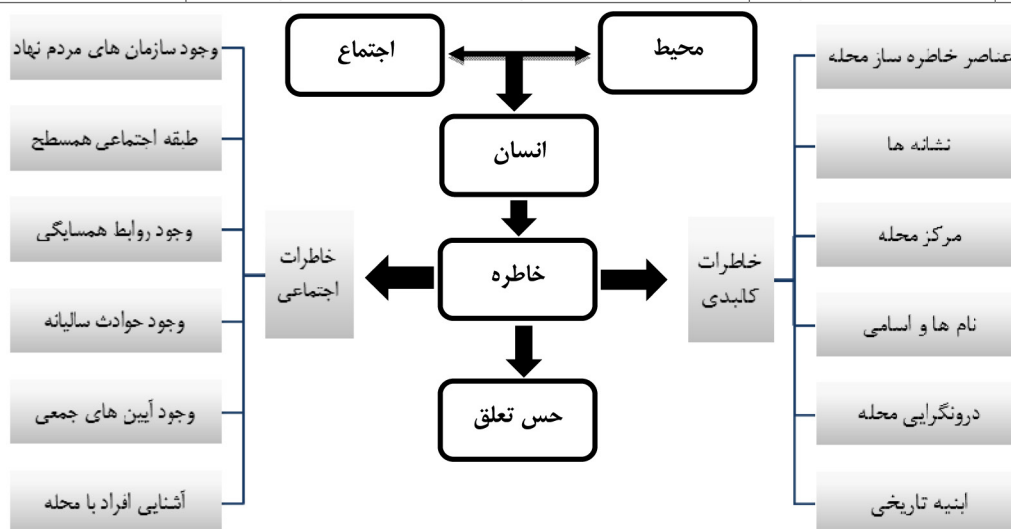 محیط
اجتماع
انسان
خاطره
حس تعلق
خاطرات
کالبدی
عناصر خاطره ساز محله
نشانه ها
مرکز محله
نام ها و اسامی
درونگرایی محله
ابنیه تاریخی
خاطرات
اجتماعی
وجود سازمان های مردم نهاد
طبقه اجتماعی همسطح
وجود روابط همسایگی
وجود حوادث سالیانه
وجود آیین های جمعی
آشنایی افراد با محله